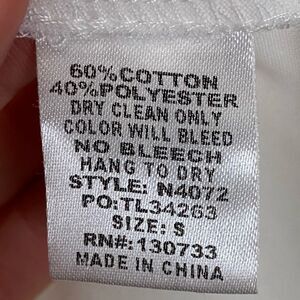 60%COTTON
40%POLYESTER
DRY CLEAN ONLY
COLOR WILL BLEED
NO BLEECH
HANG TO DRY
STYLE: N4072
PO:TL34263
SIZE: S
RN#: 130733
MADE IN CHINA